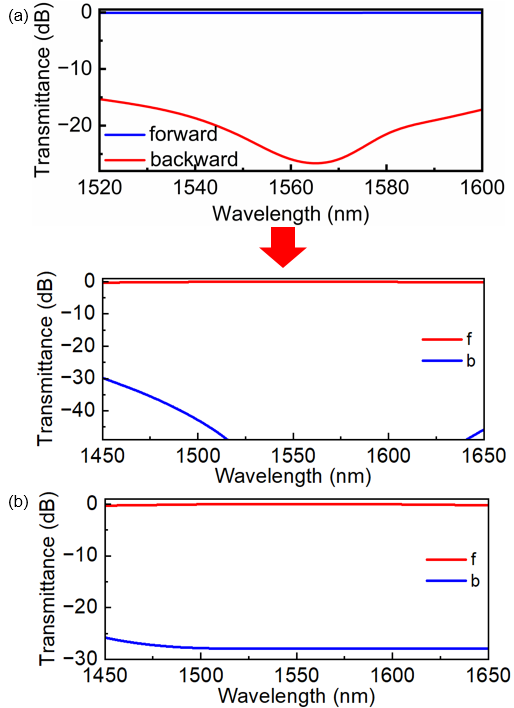 (a)
Transmittance (dB)
0
−10
−20
forward
backward
1520 1540 1560 1580 1600
Wavelength (nm)
Transmittance (dB)
0
−10
−20
−30
−40
f
b
1450 1500 1550 1600 1650
Wavelength (nm)
(b)
Transmittance (dB)
0
−10
−20
−30
f
b
1450 1500 1550 1600 1650
Wavelength (nm)